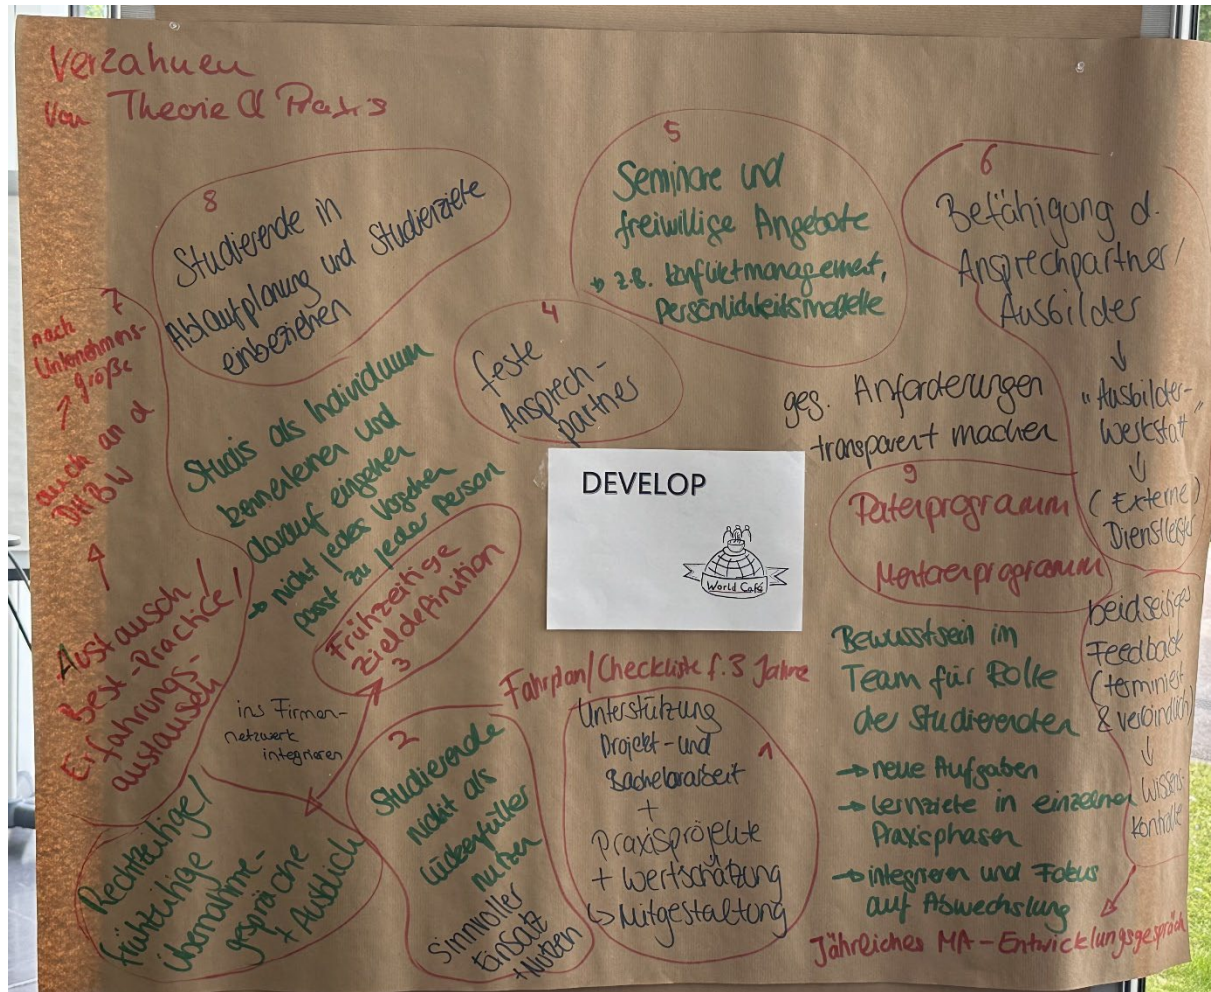 Verzahnen
von Theorie & Praxis
8
Studierende in
Ablaufplanung und Studienziele
einbeziehen
5
Seminare und
freiwillige Angebote
→ z.B. Konfliktmanagement,
Persönlichkeitsmodelle
6
Befähigung d.
Ansprechpartner/
Ausbilder
↓
"Ausbilder-
Werkstatt"
↓
(Externe)
Dienstleister
7
nach
Unternehmens-
größe
↗
auch an d
DHBW
↑
Austausch!
Best-Practice!
Erfahrungs-
austausch
4
feste
Ansprech-
partner
ges. Anforderungen
transparent machen
Studis als Individuum
kennenlernen und
darauf eingehen
→ nicht jedes Vorgehen
passt zu jeder Person
DEVELOP
World Café
9
Patenprogramm
Mentorenprogramm
Frühzeitige
Zieldefinition
3
ins Firmen-
netzwerk
integrieren
Rechtzeitige/
frühzeitige
Übernahme-
gespräche
+ Ausblick
2
Studierende
nicht als
Lückenfüller
nutzen
Sinnvoller
Einsatz
+ Nutzen
Fahrplan/Checkliste f. 3 Jahre
1
Unterstützung
Projekt- und
Bachelorarbeit
+
Praxisprojekte
+ Wertschätzung
↳ Mitgestaltung
Bewusstsein im
Team für Rolle
der Studierenden
→ neue Aufgaben
→ Lernziele in einzelnen
Praxisphasen
→ integrieren und Fokus
auf Abwechslung
beidseitiges
Feedback
(terminiert
& verbindlich)
↓
Wissens-
kontrolle
Jährliches MA-Entwicklungsgespräch